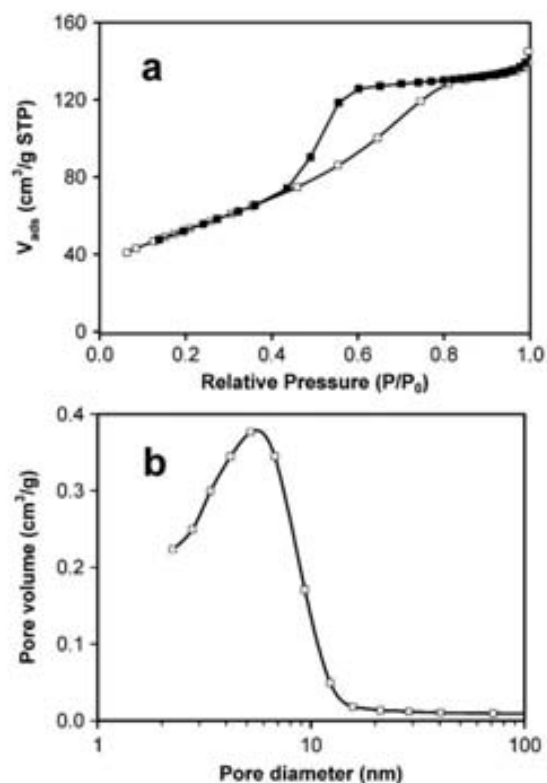 a
160
120
80
40
0
V_ads (cm³/g STP)
0.0 0.2 0.4 0.6 0.8 1.0
Relative Pressure (P/P₀)
b
0.4
0.3
0.2
0.1
0.0
Pore volume (cm³/g)
1 10 100
Pore diameter (nm)